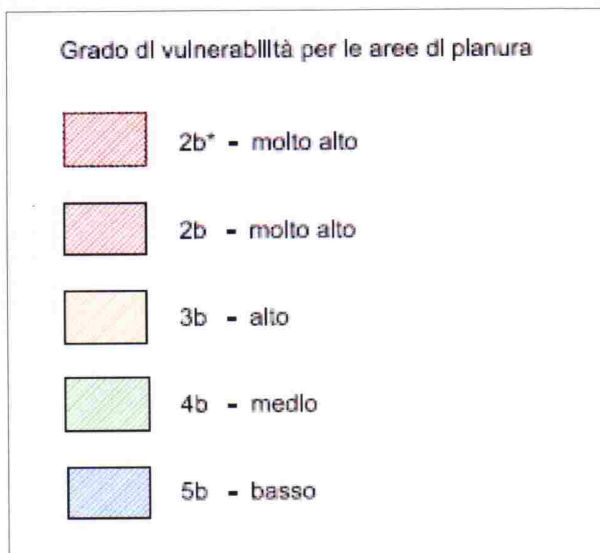 Grado di vulnerabilità per le aree di pianura
2b* - molto alto
2b - molto alto
3b - alto
4b - medio
5b - basso